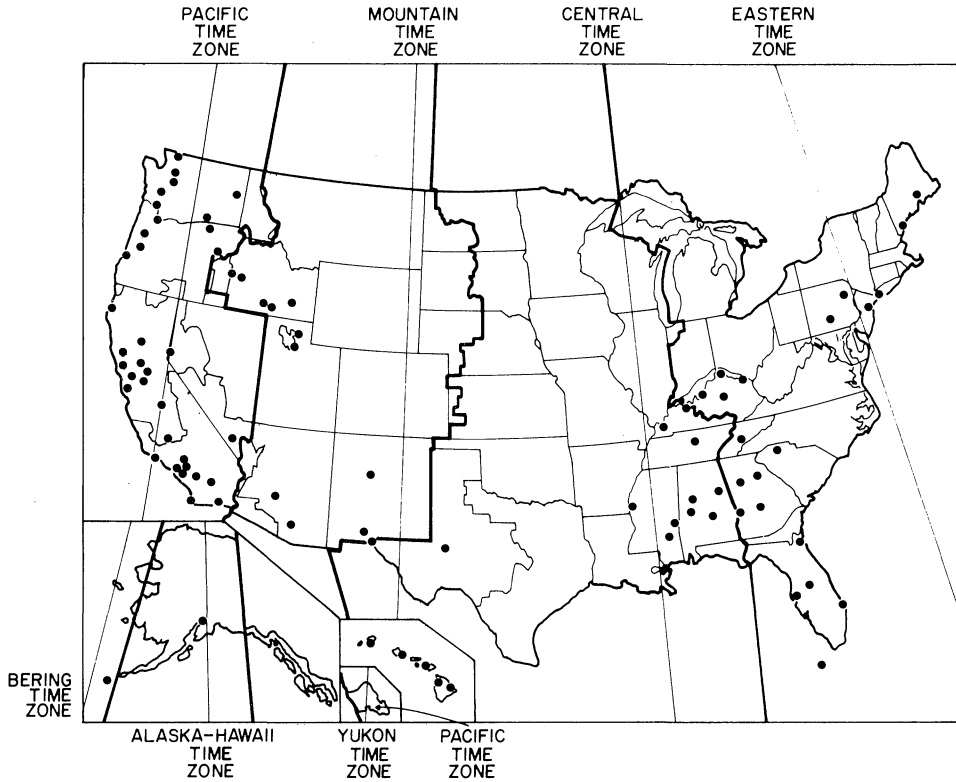 PACIFIC
TIME
ZONE
MOUNTAIN
TIME
ZONE
CENTRAL
TIME
ZONE
EASTERN
TIME
ZONE
BERING
TIME
ZONE
ALASKA-HAWAII
TIME
ZONE
YUKON
TIME
ZONE
PACIFIC
TIME
ZONE